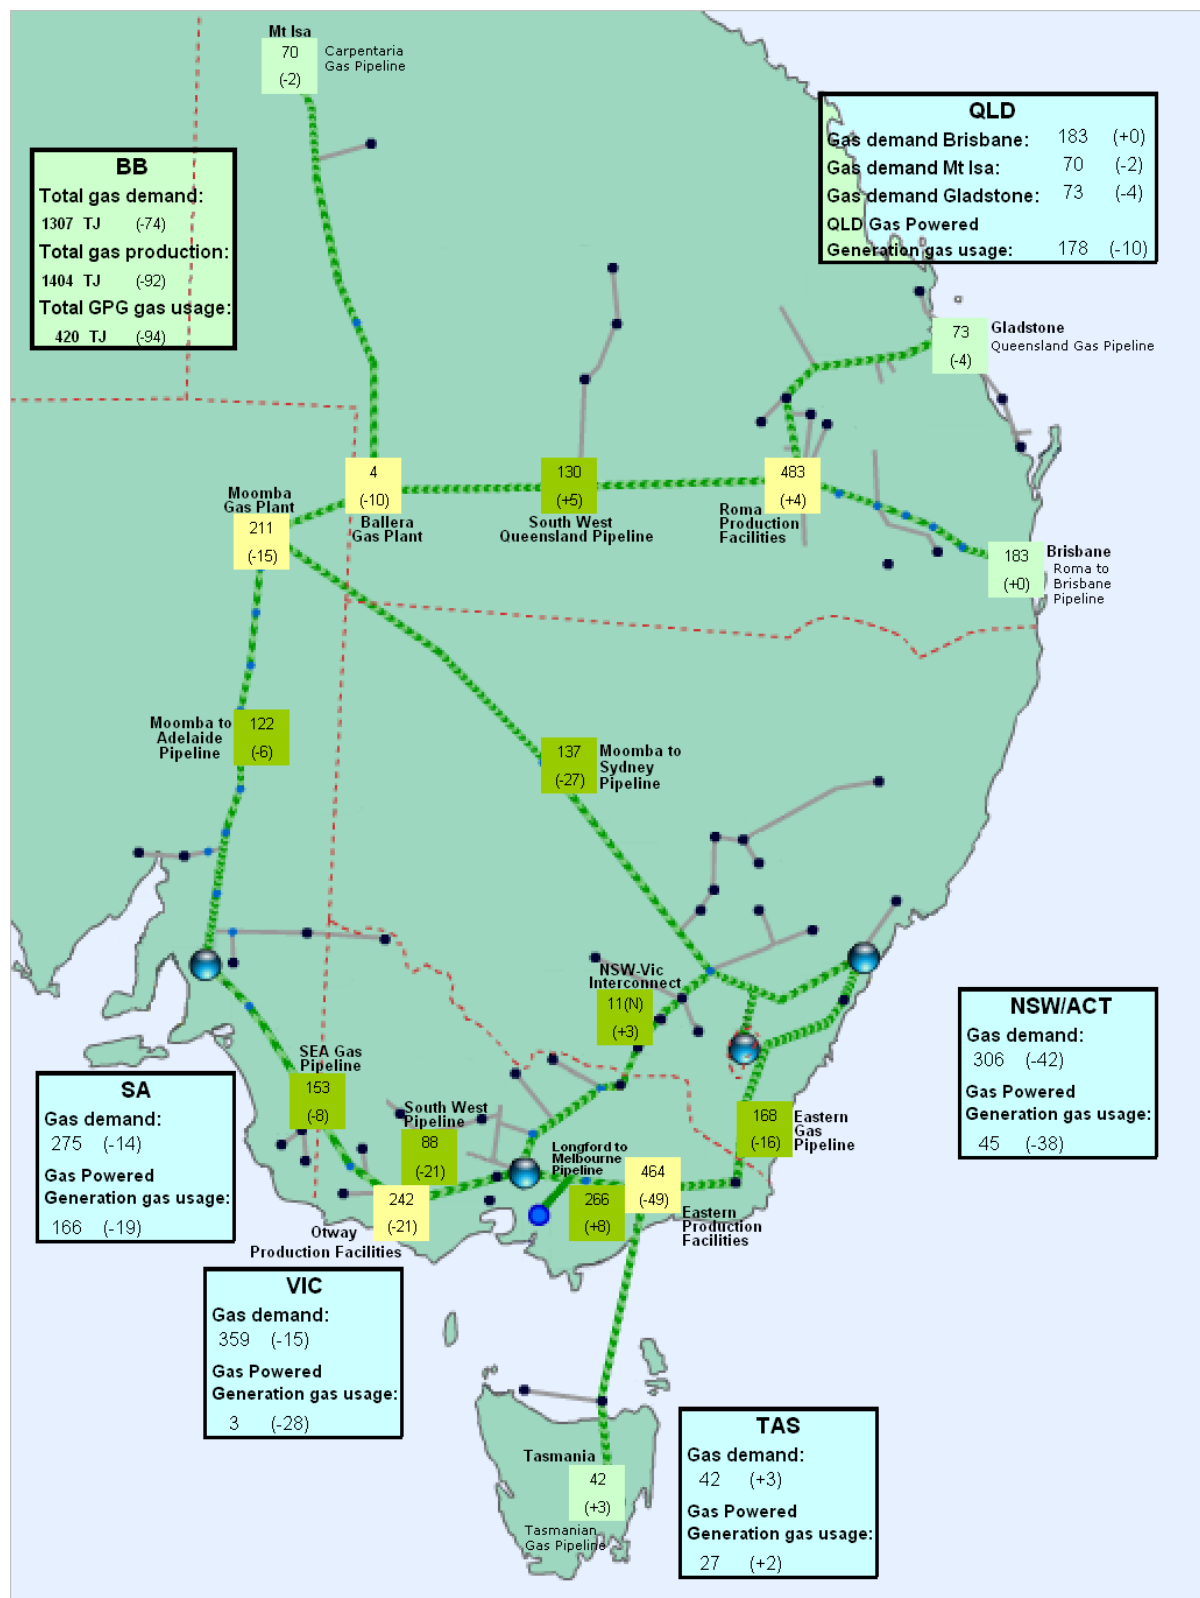 Mt Isa
70
(-2)
Carpentaria
Gas Pipeline
BB
Total gas demand:
1307 TJ (-74)
Total gas production:
1404 TJ (-92)
Total GPG gas usage:
420 TJ (-94)
QLD
Gas demand Brisbane: 183 (+0)
Gas demand Mt Isa: 70 (-2)
Gas demand Gladstone: 73 (-4)
QLD Gas Powered
Generation gas usage: 178 (-10)
73
(-4)
Gladstone
Queensland Gas Pipeline
4
(-10)
Ballera
Gas Plant
130
(+5)
South West
Queensland Pipeline
483
(+4)
Roma
Production
Facilities
Moomba
Gas Plant
211
(-15)
183
(+0)
Brisbane
Roma to
Brisbane
Pipeline
Moomba to
Adelaide
Pipeline
122
(-6)
137
(-27)
Moomba to
Sydney
Pipeline
NSW-Vic
Interconnect
11(N)
(+3)
NSW/ACT
Gas demand:
306 (-42)
Gas Powered
Generation gas usage:
45 (-38)
SEA Gas
Pipeline
153
(-8)
SA
Gas demand:
275 (-14)
Gas Powered
Generation gas usage:
166 (-19)
South West
Pipeline
88
(-21)
Longford to
Melbourne
Pipeline
266
(+8)
464
(-49)
Eastern
Production
Facilities
168
(-16)
Eastern
Gas
Pipeline
242
(-21)
Otway
Production Facilities
VIC
Gas demand:
359 (-15)
Gas Powered
Generation gas usage:
3 (-28)
Tasmania
42
(+3)
Tasmanian
Gas Pipeline
TAS
Gas demand:
42 (+3)
Gas Powered
Generation gas usage:
27 (+2)